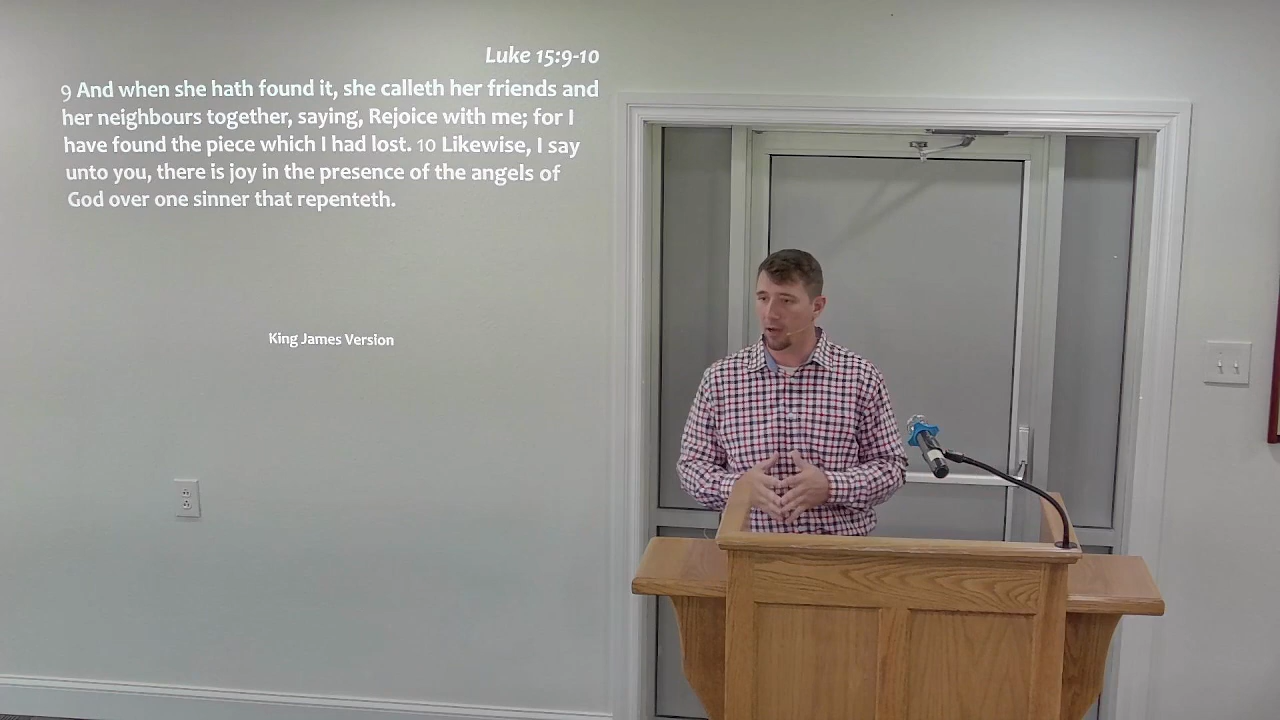 Luke 15:9-10
9 And when she hath found it, she calleth her friends and
her neighbours together, saying, Rejoice with me; for I
have found the piece which I had lost. 10 Likewise, I say
unto you, there is joy in the presence of the angels of
God over one sinner that repenteth.
King James Version